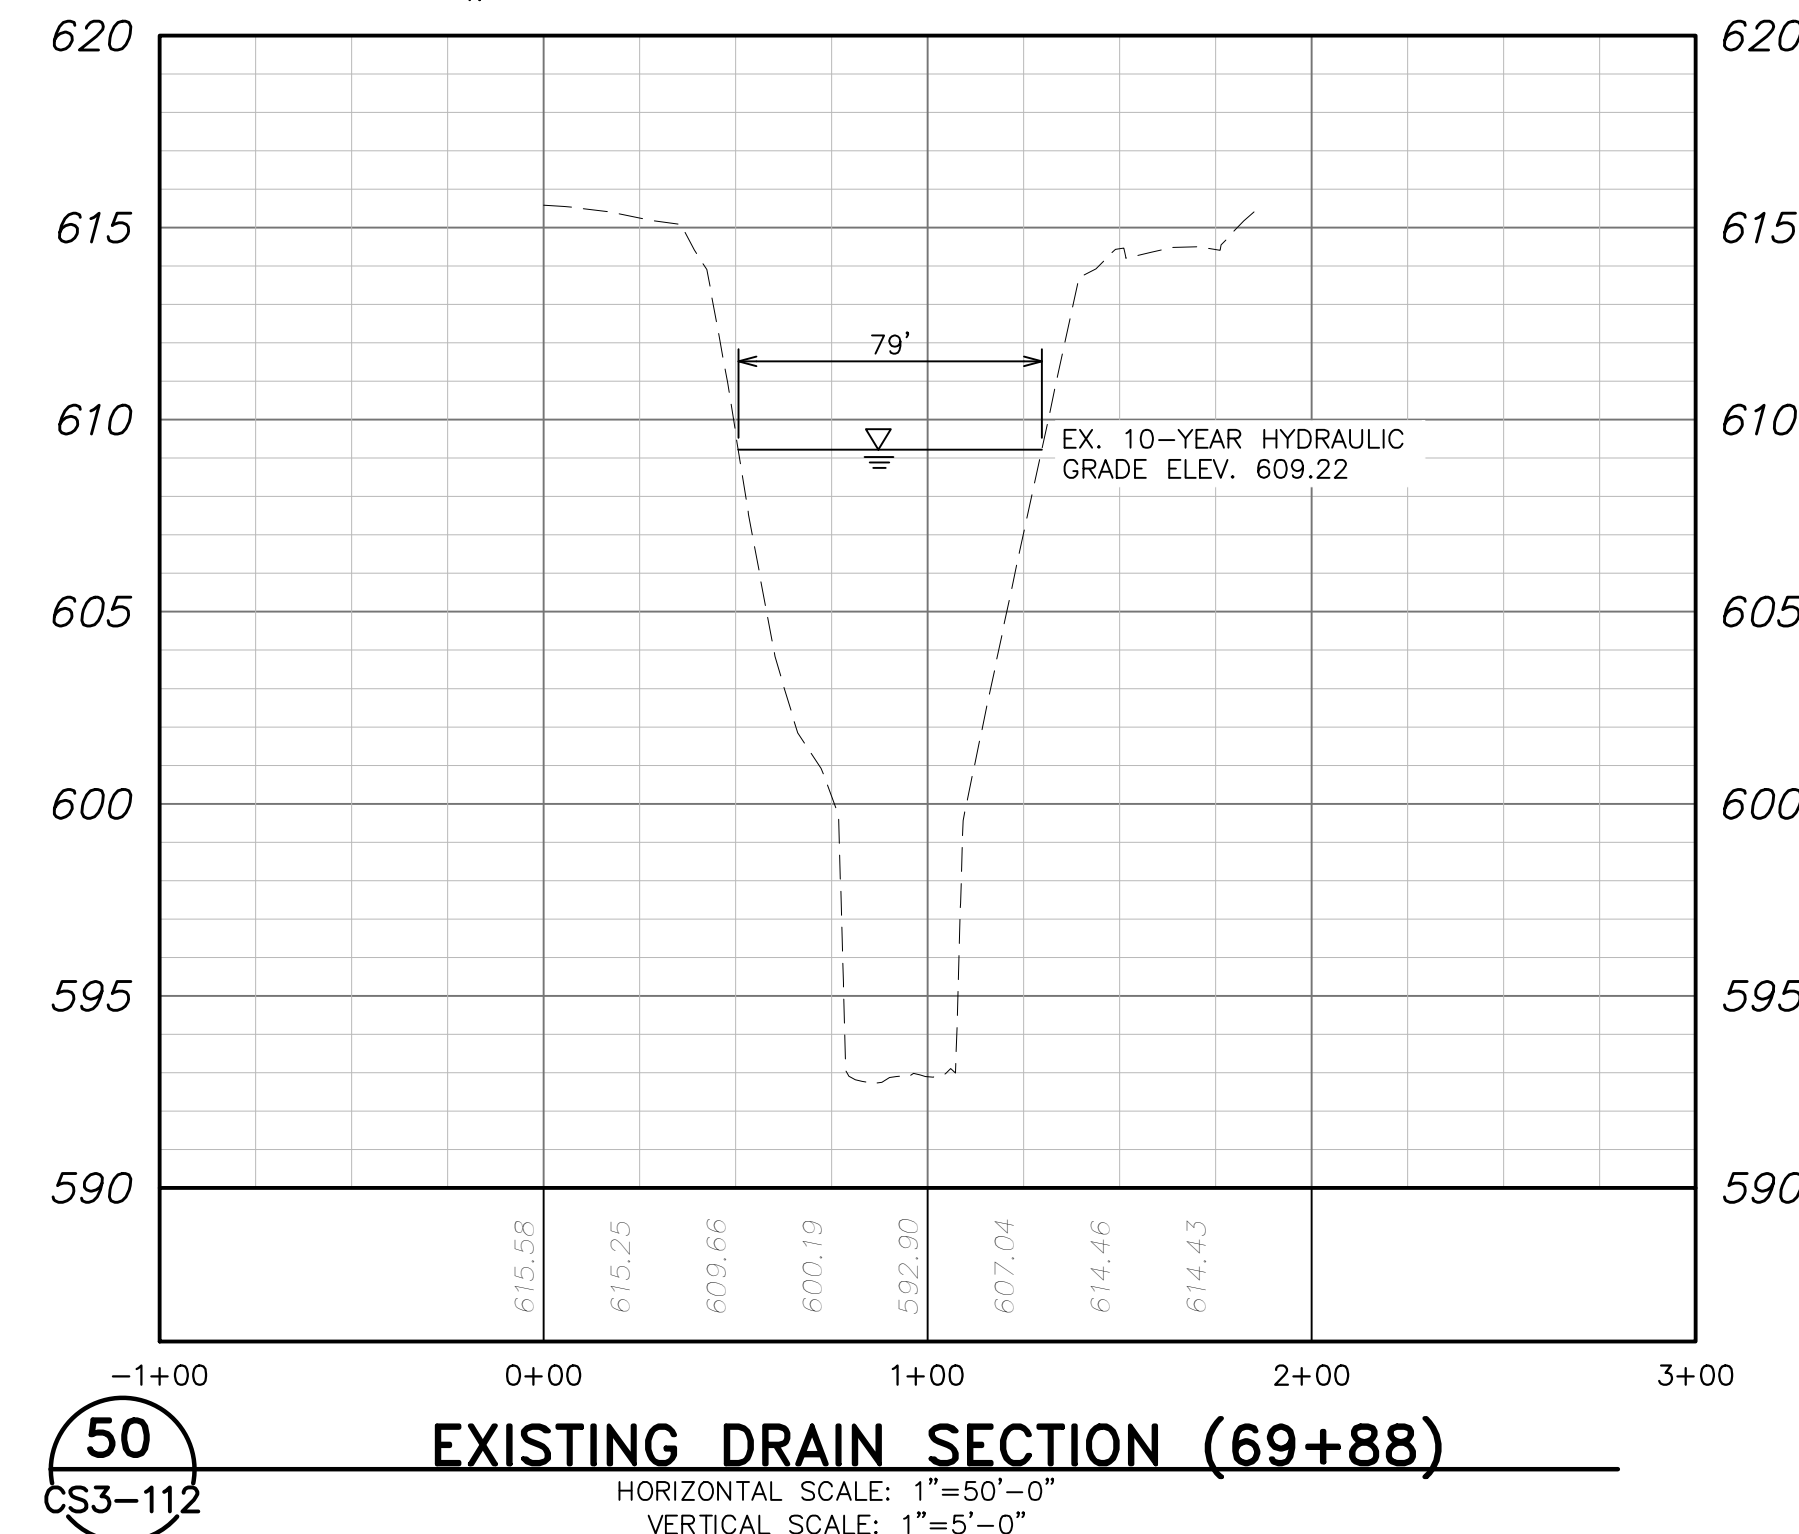 620 620
615 615
79'
610 610
EX. 10-YEAR HYDRAULIC
GRADE ELEV. 609.22
605 605
600 600
595 595
590 590
615.58 615.25 609.66 600.19 592.90 607.04 614.46 614.43
-1+00 0+00 1+00 2+00 3+00
50
EXISTING DRAIN SECTION (69+88)
CS3-112
HORIZONTAL SCALE: 1"=50'-0"
VERTICAL SCALE: 1"=5'-0"